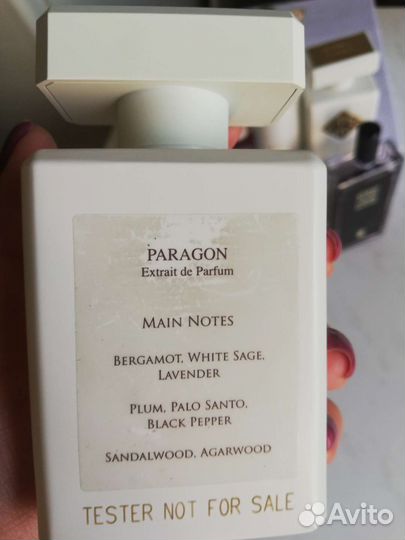 PARAGON
Extrait de Parfum
MAIN NOTES
BERGAMOT, WHITE SAGE,
LAVENDER
PLUM, PALO SANTO,
BLACK PEPPER
SANDALWOOD, AGARWOOD
TESTER NOT FOR SALE
Avito